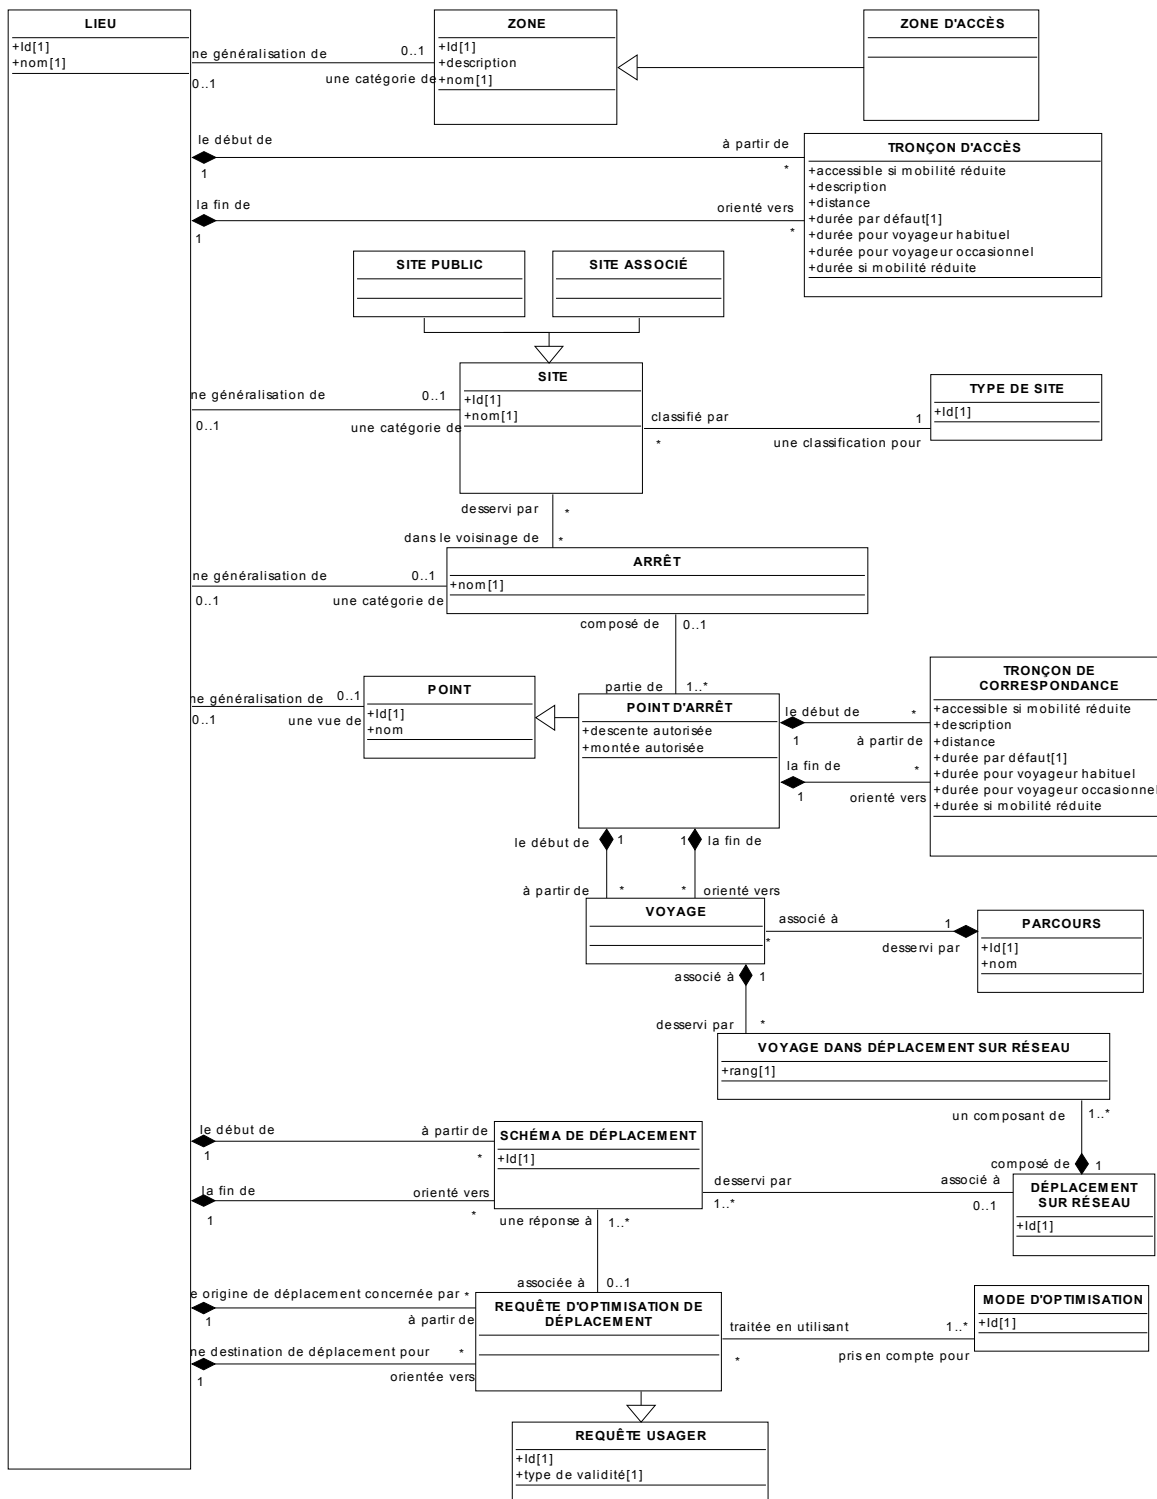 LIEU
+Id[1]
+nom[1]
ZONE
+Id[1]
+description
+nom[1]
ZONE D'ACCÈS
ne généralisation de
0..1
0..1
une catégorie de
le début de
1
à partir de
*
TRONÇON D'ACCÈS
+accessible si mobilité réduite
+description
+distance
+durée par défaut[1]
+durée pour voyageur habituel
+durée pour voyageur occasionnel
+durée si mobilité réduite
la fin de
1
orienté vers
*
SITE PUBLIC
SITE ASSOCIÉ
SITE
+Id[1]
+nom[1]
ne généralisation de
0..1
0..1
une catégorie de
classifié par
*
1
une classification pour
TYPE DE SITE
+Id[1]
desservi par
*
dans le voisinage de
*
ARRÊT
+nom[1]
ne généralisation de
0..1
0..1
une catégorie de
composé de
0..1
partie de
1..*
POINT
+Id[1]
+nom
ne généralisation de
0..1
0..1
une vue de
POINT D'ARRÊT
+descente autorisée
+montée autorisée
le début de
*
1
à partir de
la fin de
*
1
orienté vers
TRONÇON DE
CORRESPONDANCE
+accessible si mobilité réduite
+description
+distance
+durée par défaut[1]
+durée pour voyageur habituel
+durée pour voyageur occasionnel
+durée si mobilité réduite
le début de
1
1
la fin de
à partir de
*
*
orienté vers
VOYAGE
associé à
*
1
desservi par
PARCOURS
+Id[1]
+nom
associé à
1
desservi par
*
VOYAGE DANS DÉPLACEMENT SUR RÉSEAU
+rang[1]
un composant de
1..*
composé de
1
DÉPLACEMENT
SUR RÉSEAU
+Id[1]
le début de
1
à partir de
*
SCHÉMA DE DÉPLACEMENT
+Id[1]
la fin de
1
orienté vers
*
desservi par
1..*
associé à
0..1
une réponse à
1..*
associée à
0..1
e origine de déplacement concernée par
*
1
à partir de
REQUÊTE D'OPTIMISATION DE
DÉPLACEMENT
ne destination de déplacement pour
*
1
orientée vers
traitée en utilisant
*
1..*
pris en compte pour
MODE D'OPTIMISATION
+Id[1]
REQUÊTE USAGER
+Id[1]
+type de validité[1]